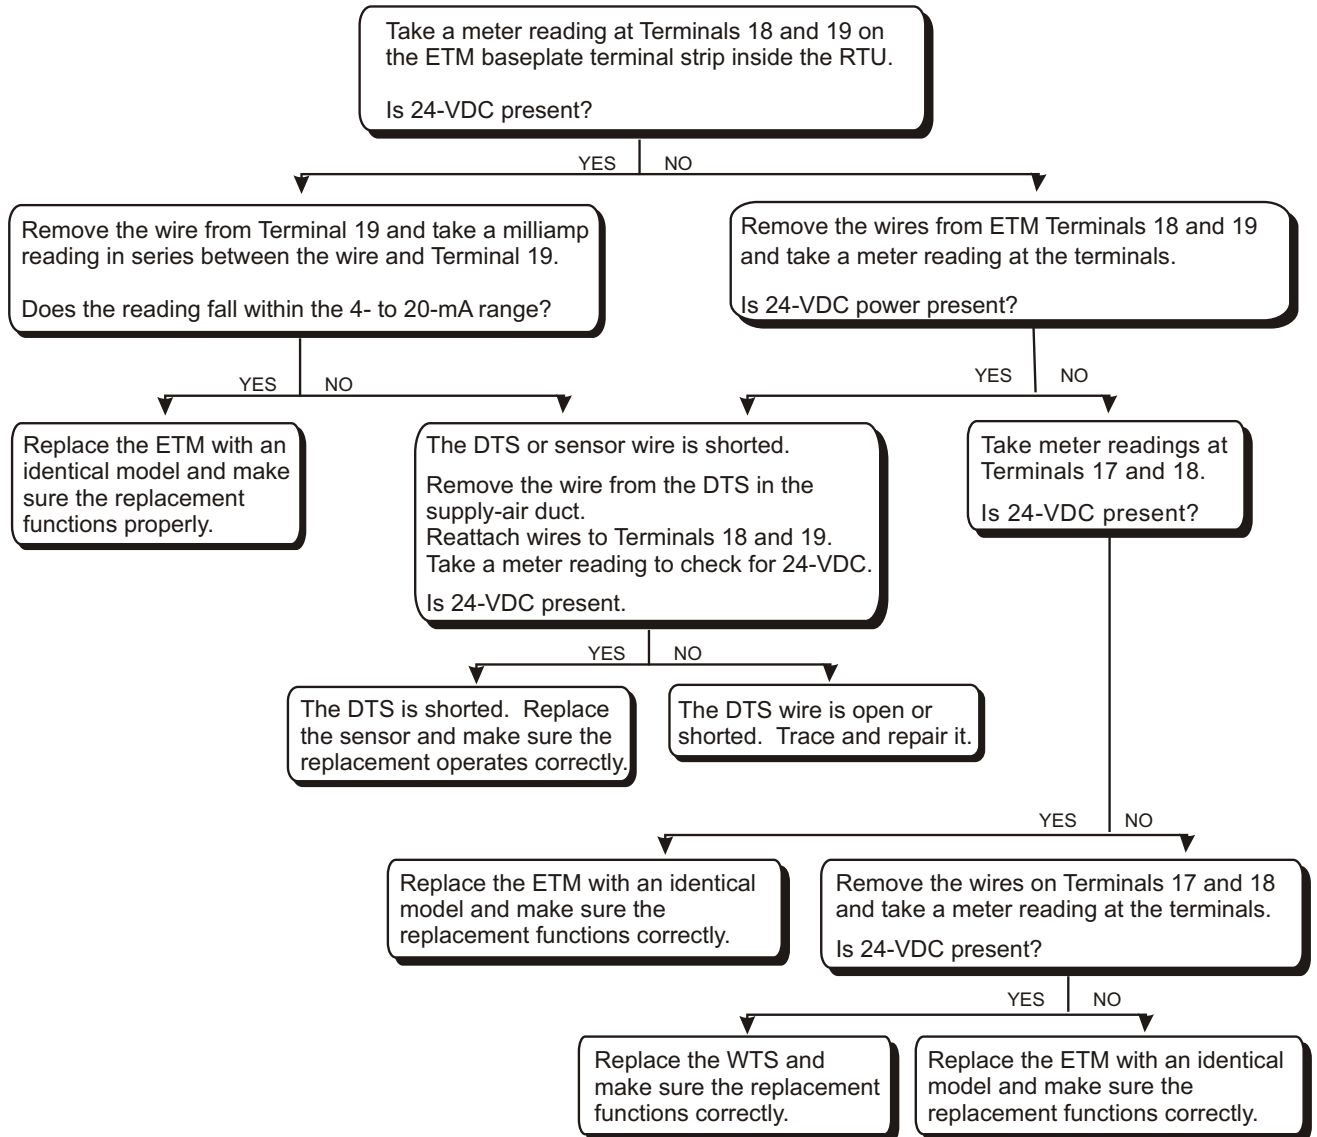 Take a meter reading at Terminals 18 and 19 on
the ETM baseplate terminal strip inside the RTU.
Is 24-VDC present?
YES
NO
Remove the wire from Terminal 19 and take a milliamp
reading in series between the wire and Terminal 19.
Does the reading fall within the 4- to 20-mA range?
Remove the wires from ETM Terminals 18 and 19
and take a meter reading at the terminals.
Is 24-VDC power present?
YES
NO
YES
NO
Replace the ETM with an
identical model and make
sure the replacement
functions properly.
The DTS or sensor wire is shorted.
Remove the wire from the DTS in the
supply-air duct.
Reattach wires to Terminals 18 and 19.
Take a meter reading to check for 24-VDC.
Is 24-VDC present.
Take meter readings at
Terminals 17 and 18.
Is 24-VDC present?
YES
NO
The DTS is shorted. Replace
the sensor and make sure the
replacement operates correctly.
The DTS wire is open or
shorted. Trace and repair it.
YES
NO
Replace the ETM with an identical
model and make sure the
replacement functions correctly.
Remove the wires on Terminals 17 and 18
and take a meter reading at the terminals.
Is 24-VDC present?
YES
NO
Replace the WTS and
make sure the replacement
functions correctly.
Replace the ETM with an identical
model and make sure the
replacement functions correctly.